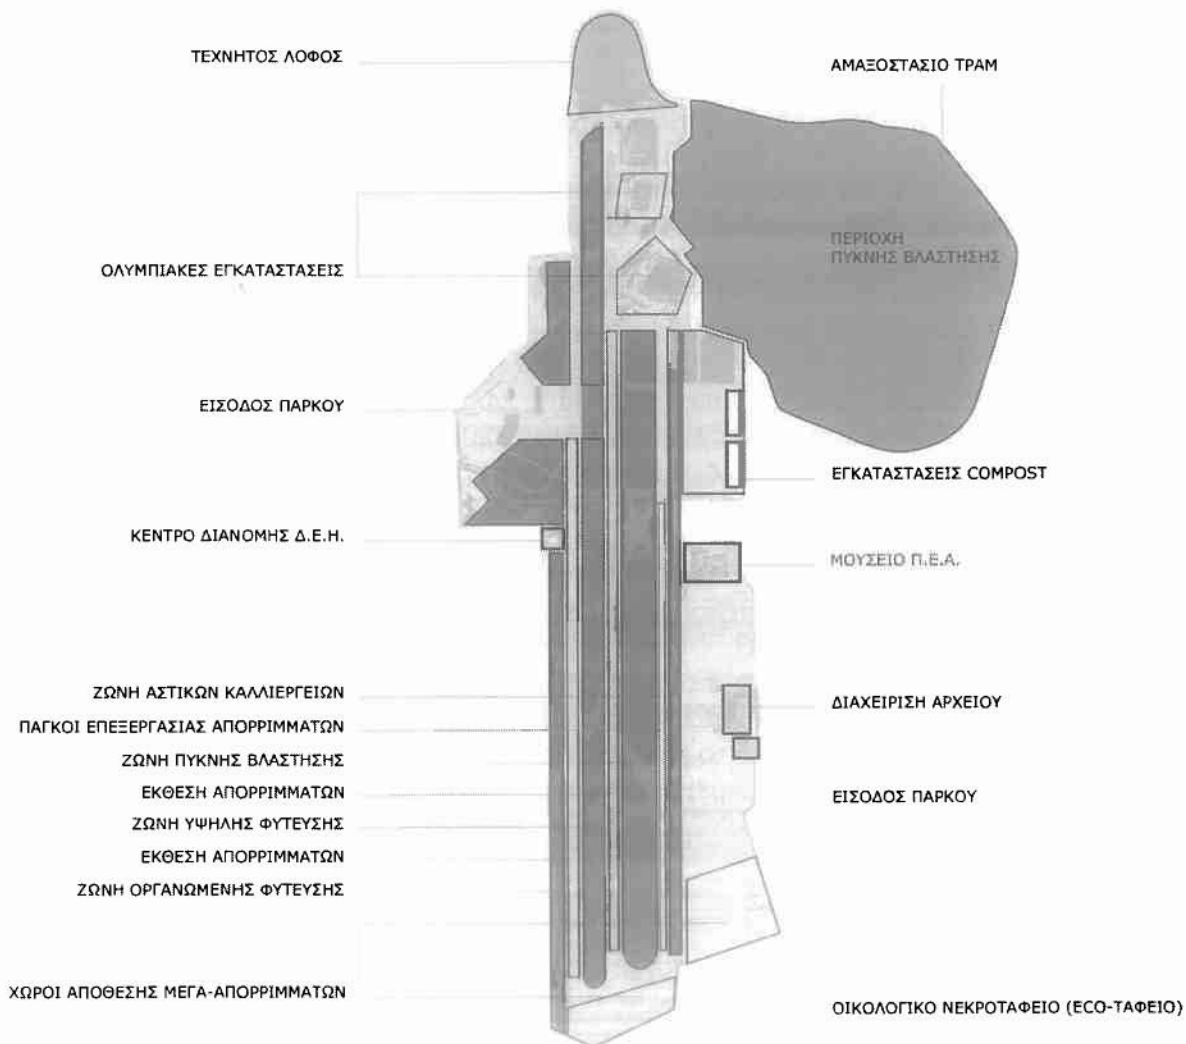 ΤΕΧΝΗΤΟΣ ΛΟΦΟΣ
ΑΜΑΞΟΣΤΑΣΙΟ ΤΡΑΜ
ΠΕΡΙΟΧΗ
ΠΥΚΝΗΣ ΒΛΑΣΤΗΣΗΣ
ΟΛΥΜΠΙΑΚΕΣ ΕΓΚΑΤΑΣΤΑΣΕΙΣ
ΕΙΣΟΔΟΣ ΠΑΡΚΟΥ
ΕΓΚΑΤΑΣΤΑΣΕΙΣ COMPOST
ΚΕΝΤΡΟ ΔΙΑΝΟΜΗΣ Δ.Ε.Η.
ΜΟΥΣΕΙΟ Π.Ε.Α.
ΖΩΝΗ ΑΣΤΙΚΩΝ ΚΑΛΛΙΕΡΓΕΙΩΝ
ΔΙΑΧΕΙΡΙΣΗ ΑΡΧΕΙΟΥ
ΠΑΓΚΟΙ ΕΠΕΞΕΡΓΑΣΙΑΣ ΑΠΟΡΡΙΜΜΑΤΩΝ
ΖΩΝΗ ΠΥΚΝΗΣ ΒΛΑΣΤΗΣΗΣ
ΕΚΘΕΣΗ ΑΠΟΡΡΙΜΜΑΤΩΝ
ΕΙΣΟΔΟΣ ΠΑΡΚΟΥ
ΖΩΝΗ ΥΨΗΛΗΣ ΦΥΤΕΥΣΗΣ
ΕΚΘΕΣΗ ΑΠΟΡΡΙΜΜΑΤΩΝ
ΖΩΝΗ ΟΡΓΑΝΩΜΕΝΗΣ ΦΥΤΕΥΣΗΣ
ΧΩΡΟΙ ΑΠΟΘΕΣΗΣ ΜΕΓΑ-ΑΠΟΡΡΙΜΜΑΤΩΝ
ΟΙΚΟΛΟΓΙΚΟ ΝΕΚΡΟΤΑΦΕΙΟ (ECO-ΤΑΦΕΙΟ)